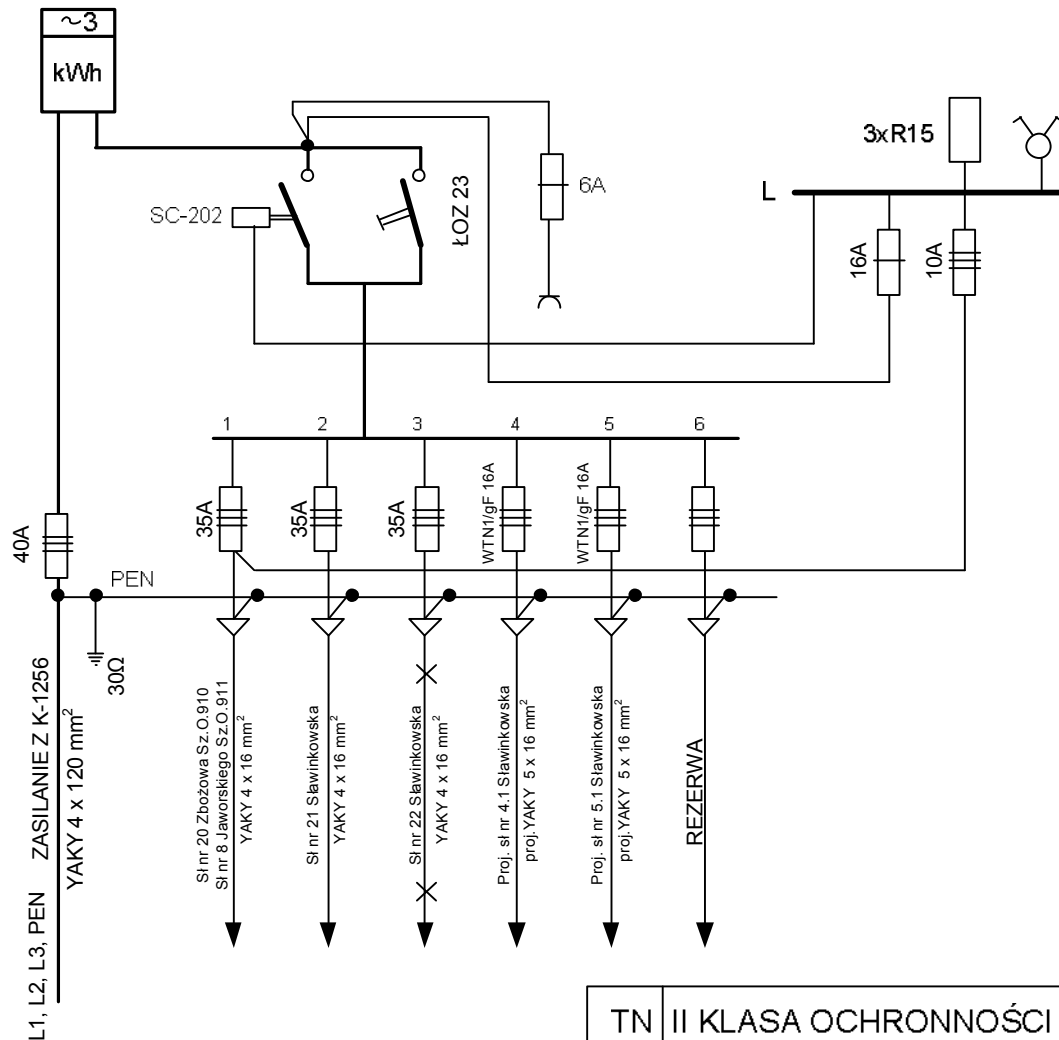 ~3
kWh
SC-202
ŁOZ 23
6A
3xR15
L
16A
10A
1
2
3
4
5
6
35A
35A
35A
WTN1/gF 16A
WTN1/gF 16A
40A
PEN
30Ω
L1, L2, L3, PEN ZASILANIE Z K-1256
YAKY 4 x 120 mm²
Sł nr 20 Zbożowa Sz.O.910
Sł nr 8 Jaworskiego Sz.O.911
YAKY 4 x 16 mm²
Sł nr 21 Sławinkowska
YAKY 4 x 16 mm²
Sł nr 22 Sławinkowska
YAKY 4 x 16 mm²
Proj. sł nr 4.1 Sławinkowska
proj.YAKY 5 x 16 mm²
Proj. sł nr 5.1 Sławinkowska
proj.YAKY 5 x 16 mm²
REZERWA
TN II KLASA OCHRONNOŚCI